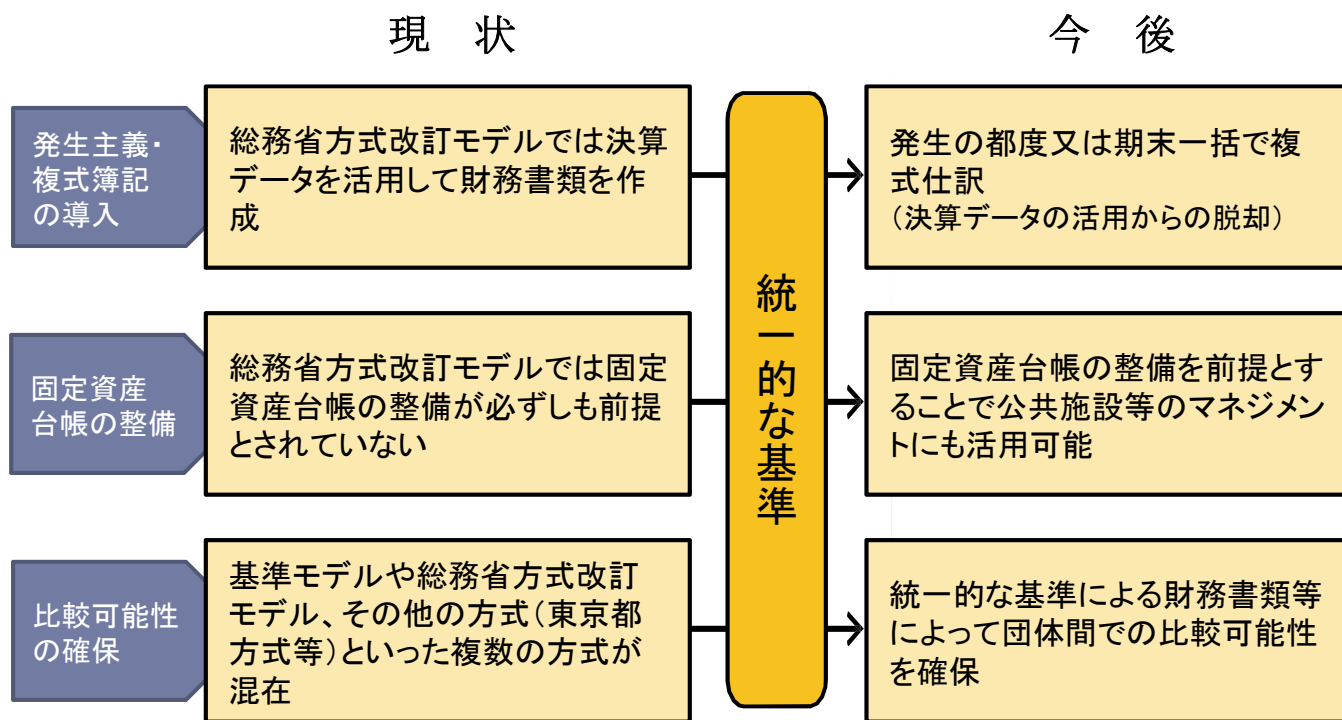 現 状
今 後
発生主義・
複式簿記
の導入
総務省方式改訂モデルでは決算
データを活用して財務書類を作
成
発生の都度又は期末一括で複
式仕訳
（決算データの活用からの脱却）
統一的な基準
固定資産
台帳の整備
総務省方式改訂モデルでは固定
資産台帳の整備が必ずしも前提
とされていない
固定資産台帳の整備を前提とす
ることで公共施設等のマネジメン
トにも活用可能
比較可能性
の確保
基準モデルや総務省方式改訂
モデル、その他の方式（東京都
方式等）といった複数の方式が
混在
統一的な基準による財務書類等
によって団体間での比較可能性
を確保